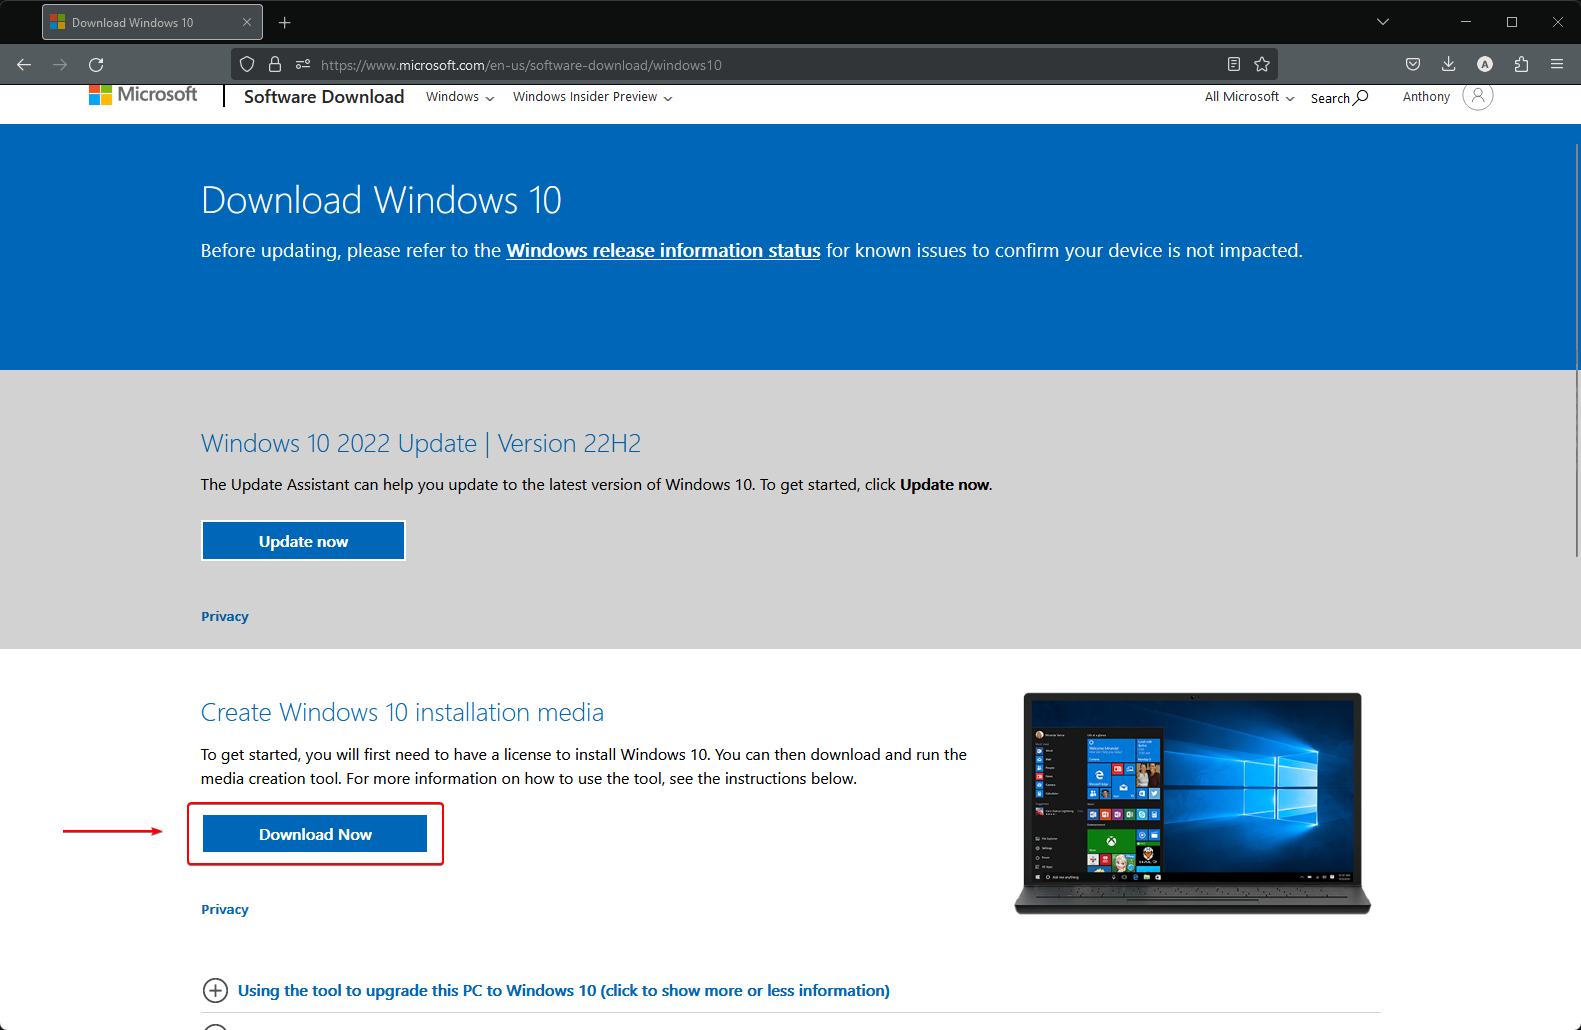 Download Windows 10
https://www.microsoft.com/en-us/software-download/windows10
A
Microsoft
Software Download
Windows
Windows Insider Preview
All Microsoft
Search
Anthony
Download Windows 10
Before updating, please refer to the Windows release information status for known issues to confirm your device is not impacted.
Windows 10 2022 Update | Version 22H2
The Update Assistant can help you update to the latest version of Windows 10. To get started, click Update now.
Update now
Privacy
Create Windows 10 installation media
To get started, you will first need to have a license to install Windows 10. You can then download and run the
media creation tool. For more information on how to use the tool, see the instructions below.
Download Now
Privacy
Using the tool to upgrade this PC to Windows 10 (click to show more or less information)